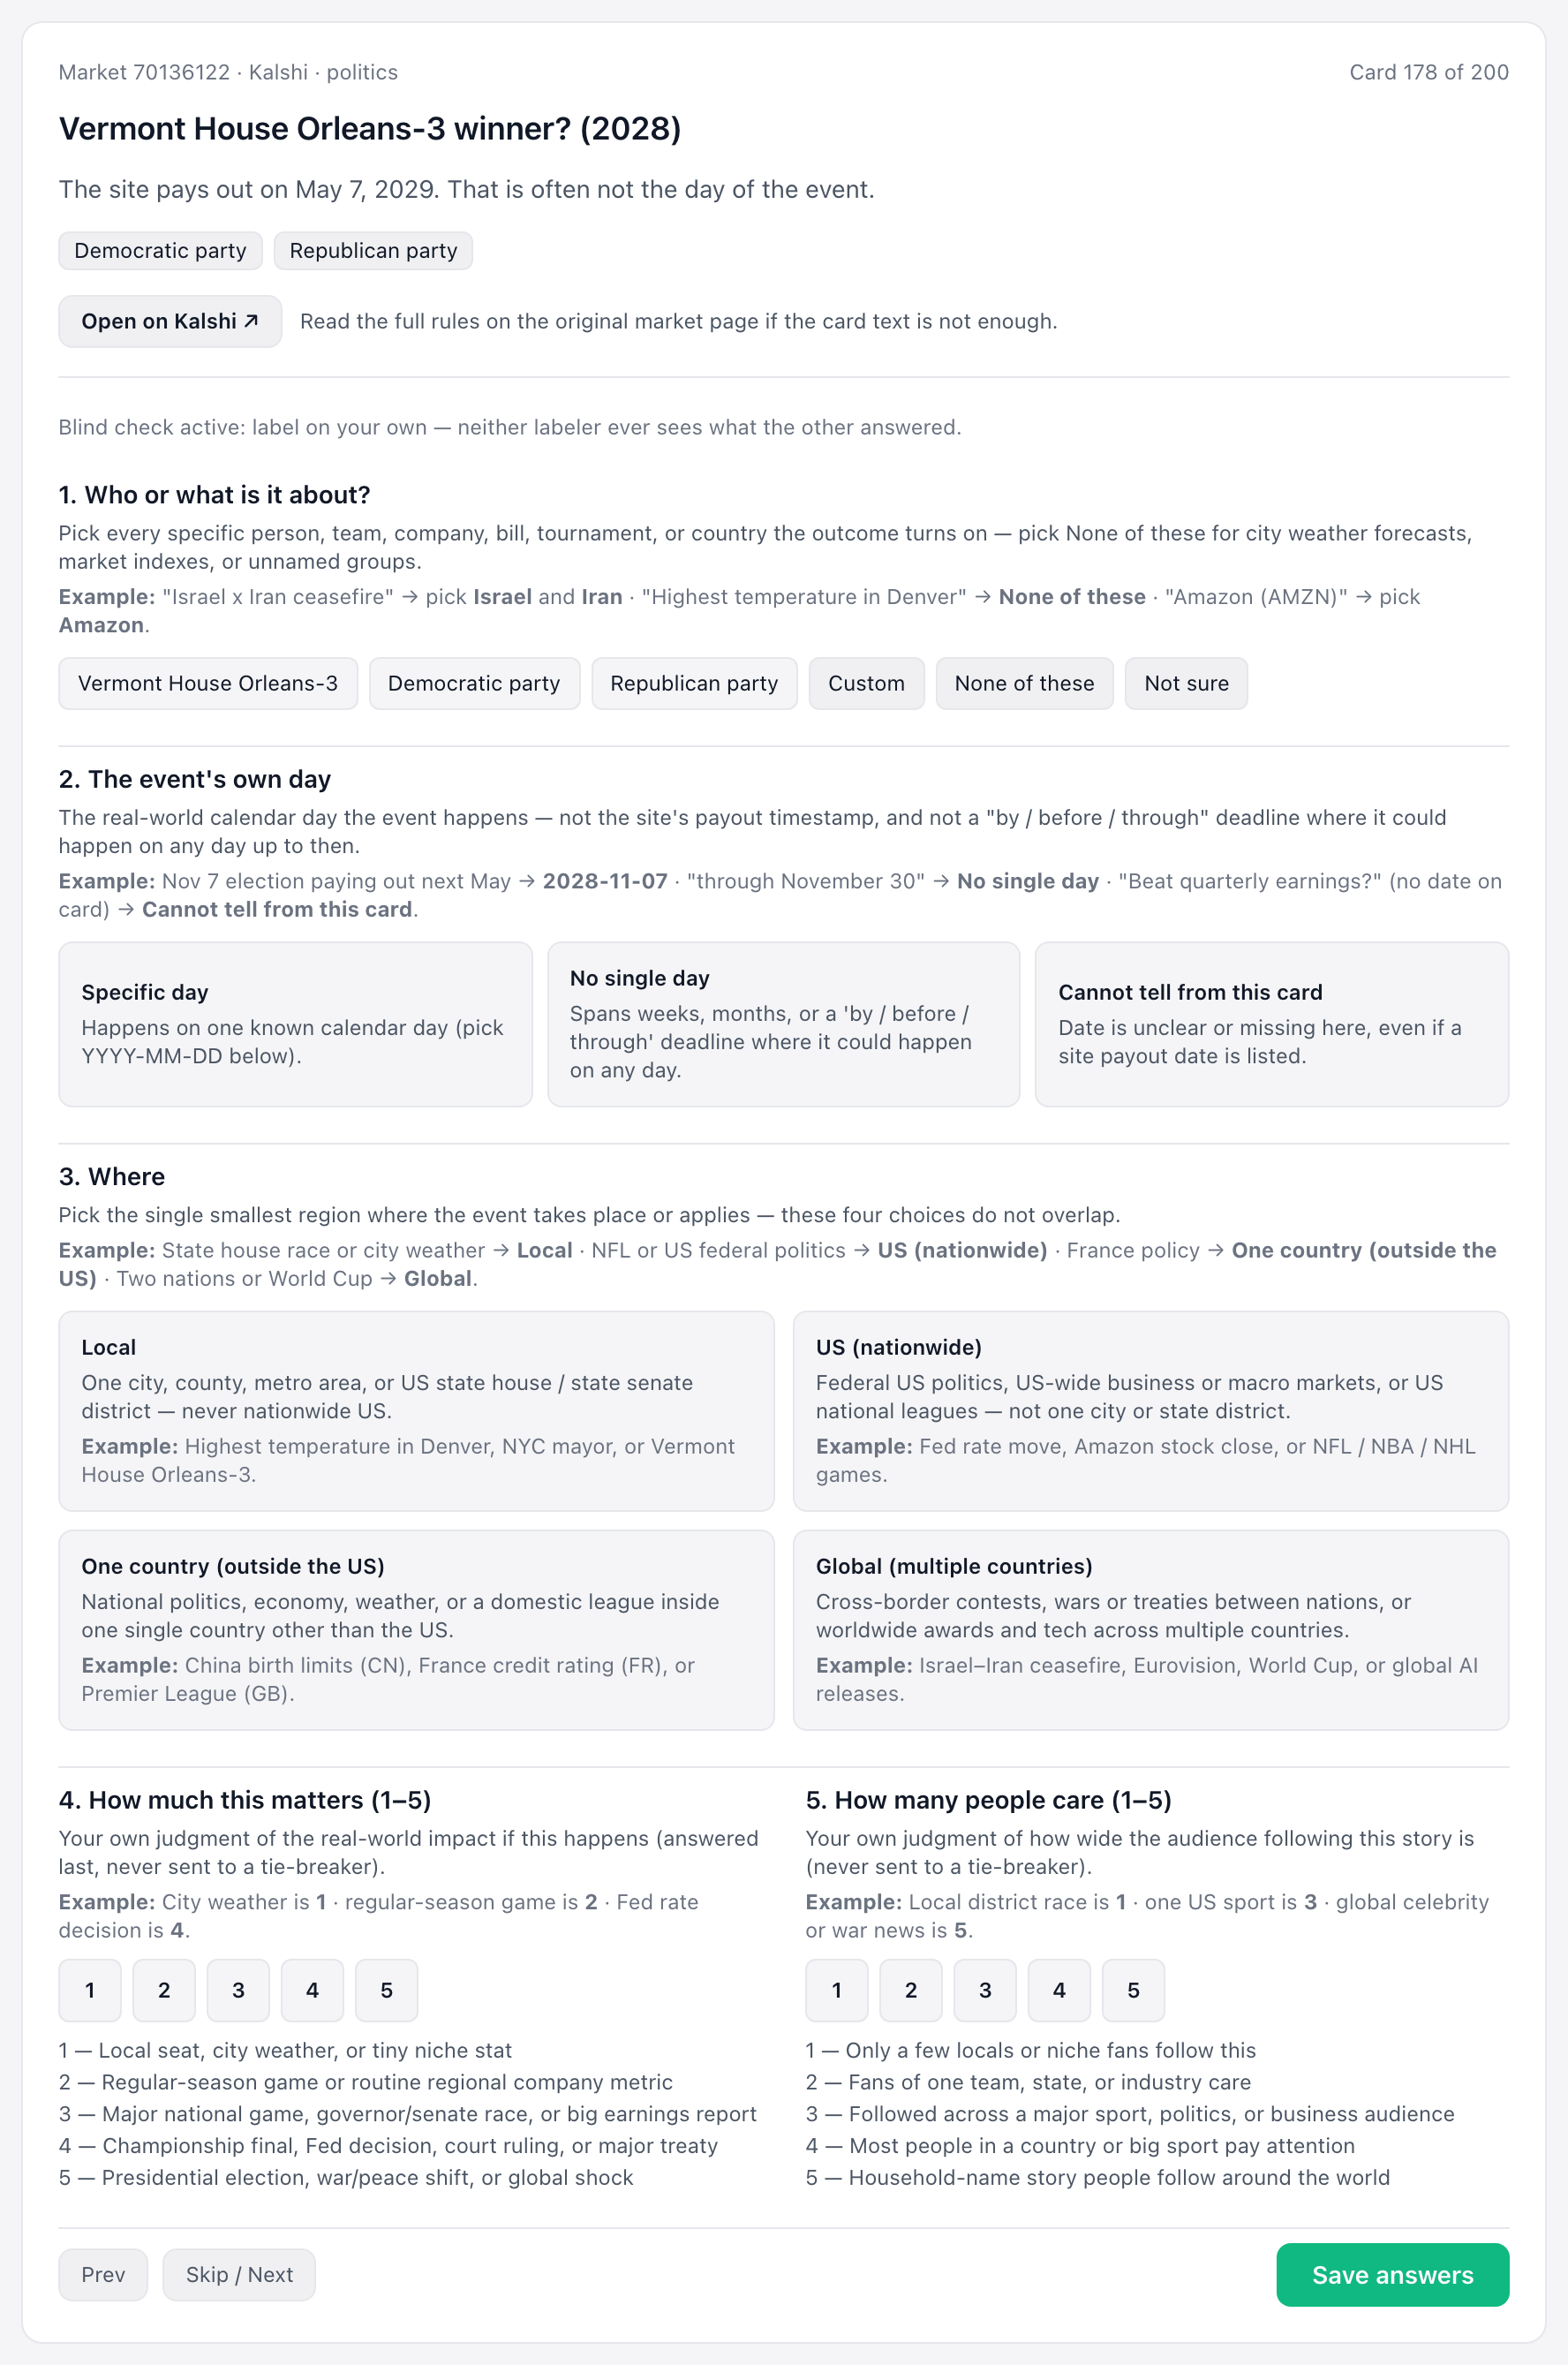 Market 70136122 · Kalshi · politics
Card 178 of 200
Vermont House Orleans-3 winner? (2028)
The site pays out on May 7, 2029. That is often not the day of the event.
Democratic party
Republican party
Open on Kalshi ↗
Read the full rules on the original market page if the card text is not enough.
Blind check active: label on your own — neither labeler ever sees what the other answered.
1. Who or what is it about?
Pick every specific person, team, company, bill, tournament, or country the outcome turns on — pick None of these for city weather forecasts,
market indexes, or unnamed groups.
Example: "Israel x Iran ceasefire" → pick Israel and Iran · "Highest temperature in Denver" → None of these · "Amazon (AMZN)" → pick
Amazon.
Vermont House Orleans-3
Democratic party
Republican party
Custom
None of these
Not sure
2. The event's own day
The real-world calendar day the event happens — not the site's payout timestamp, and not a "by / before / through" deadline where it could
happen on any day up to then.
Example: Nov 7 election paying out next May → 2028-11-07 · "through November 30" → No single day · "Beat quarterly earnings?" (no date on
card) → Cannot tell from this card.
Specific day
Happens on one known calendar day (pick
YYYY-MM-DD below).
No single day
Spans weeks, months, or a 'by / before /
through' deadline where it could happen
on any day.
Cannot tell from this card
Date is unclear or missing here, even if a
site payout date is listed.
3. Where
Pick the single smallest region where the event takes place or applies — these four choices do not overlap.
Example: State house race or city weather → Local · NFL or US federal politics → US (nationwide) · France policy → One country (outside the
US) · Two nations or World Cup → Global.
Local
One city, county, metro area, or US state house / state senate
district — never nationwide US.
Example: Highest temperature in Denver, NYC mayor, or Vermont
House Orleans-3.
US (nationwide)
Federal US politics, US-wide business or macro markets, or US
national leagues — not one city or state district.
Example: Fed rate move, Amazon stock close, or NFL / NBA / NHL
games.
One country (outside the US)
National politics, economy, weather, or a domestic league inside
one single country other than the US.
Example: China birth limits (CN), France credit rating (FR), or
Premier League (GB).
Global (multiple countries)
Cross-border contests, wars or treaties between nations, or
worldwide awards and tech across multiple countries.
Example: Israel–Iran ceasefire, Eurovision, World Cup, or global AI
releases.
4. How much this matters (1–5)
Your own judgment of the real-world impact if this happens (answered
last, never sent to a tie-breaker).
Example: City weather is 1 · regular-season game is 2 · Fed rate
decision is 4.
1
2
3
4
5
1 — Local seat, city weather, or tiny niche stat
2 — Regular-season game or routine regional company metric
3 — Major national game, governor/senate race, or big earnings report
4 — Championship final, Fed decision, court ruling, or major treaty
5 — Presidential election, war/peace shift, or global shock
5. How many people care (1–5)
Your own judgment of how wide the audience following this story is
(never sent to a tie-breaker).
Example: Local district race is 1 · one US sport is 3 · global celebrity
or war news is 5.
1
2
3
4
5
1 — Only a few locals or niche fans follow this
2 — Fans of one team, state, or industry care
3 — Followed across a major sport, politics, or business audience
4 — Most people in a country or big sport pay attention
5 — Household-name story people follow around the world
Prev
Skip / Next
Save answers